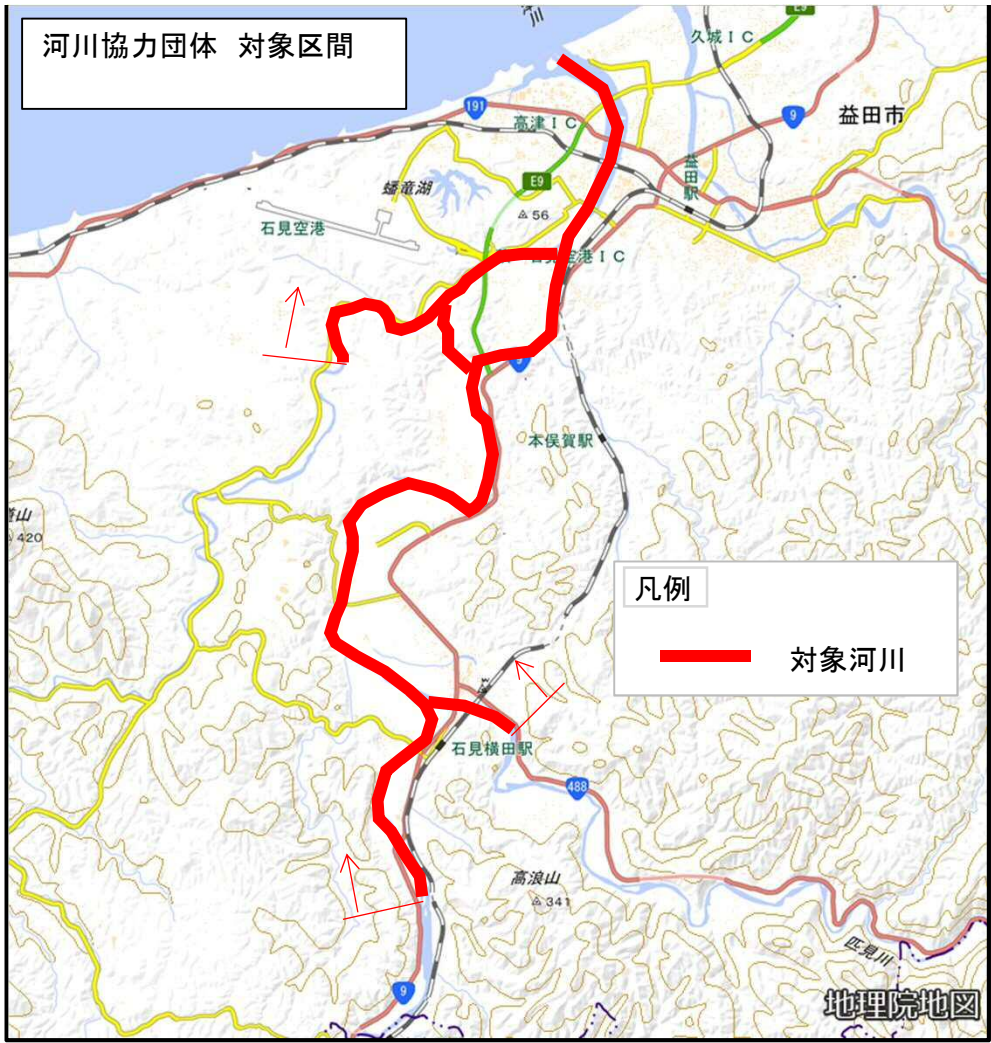 河川協力団体 対象区間
川
久城ＩＣ
E9
191
9
益田市
高津ＩＣ
益田駅
E9
蟠竜湖
56
石見空港
石見空港ＩＣ
9
本俣賀駅
山
420
凡例
対象河川
石見横田駅
488
高浪山
341
匹見川
9
地理院地図